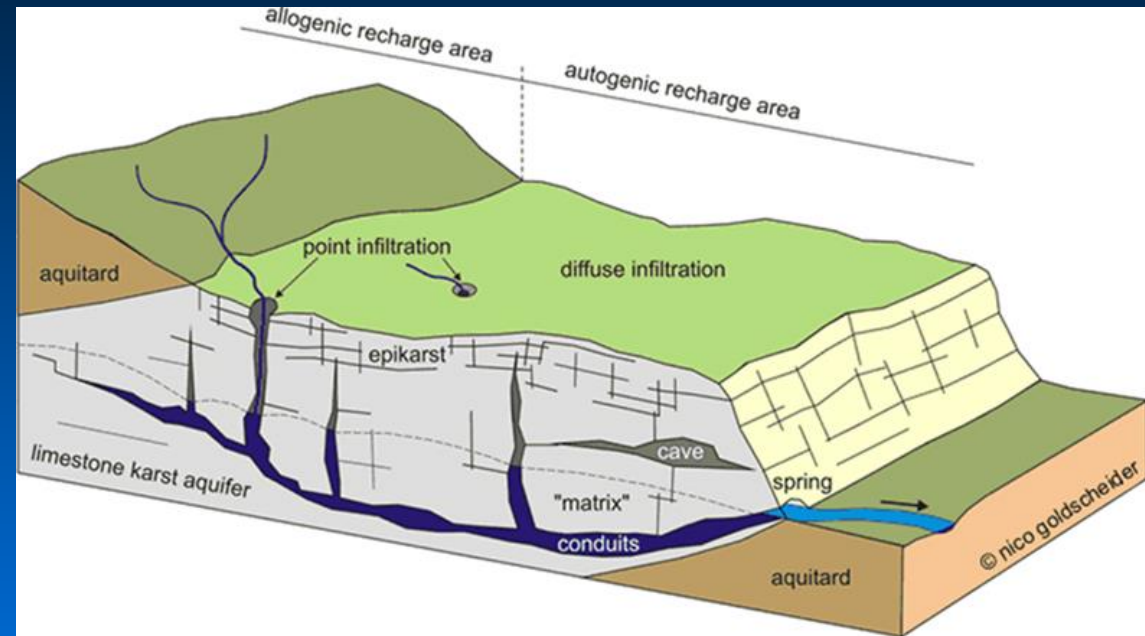 allogenic recharge area
autogenic recharge area
point infiltration
aquitard
diffuse infiltration
epikarst
cave
limestone karst aquifer
"matrix"
spring
conduits
aquitard
© nico goldscheider